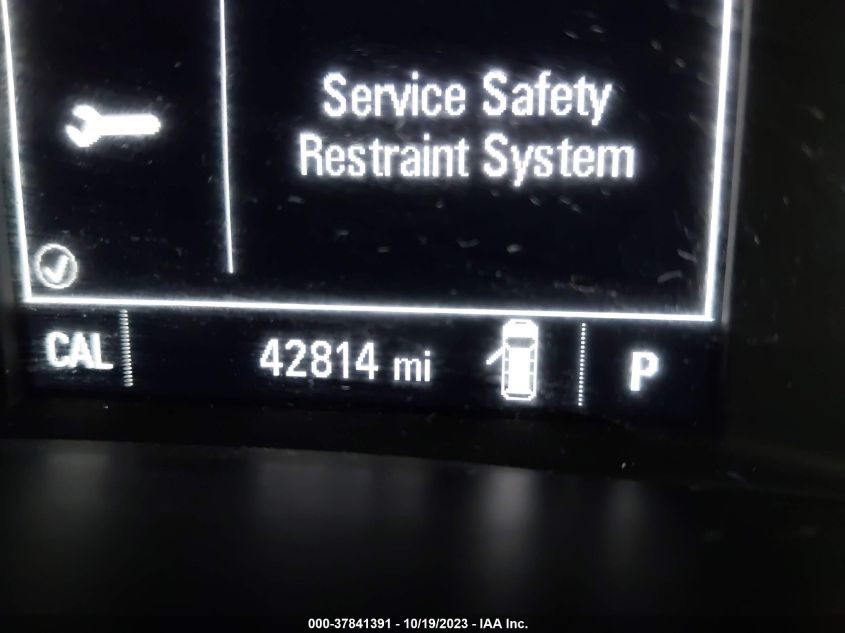 Service Safety
Restraint System
CAL
42814 mi
P
000-37841391 - 10/19/2023 - IAA Inc.